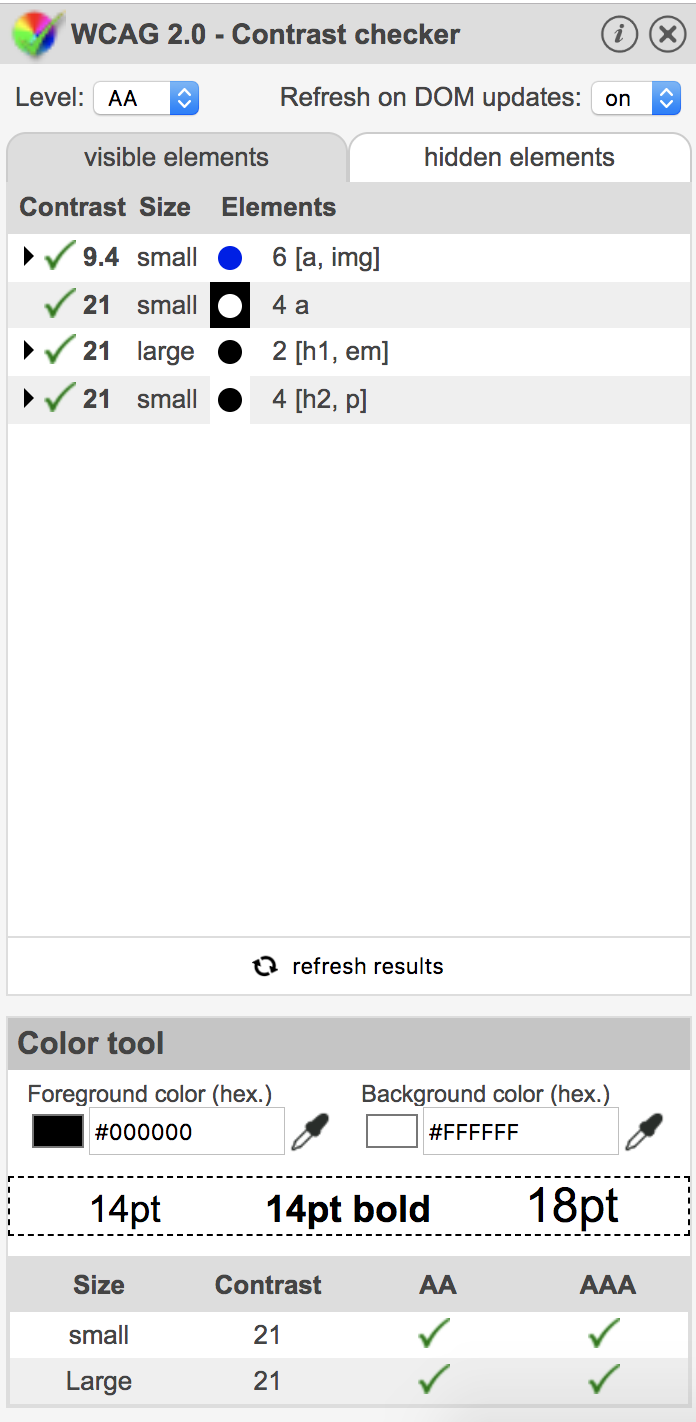 WCAG 2.0 - Contrast checker i
Level: AA Refresh on DOM updates: on
visible elements hidden elements
Contrast Size Elements
9.4 small 6 [a, img]
21 small 4 a
21 large 2 [h1, em]
21 small 4 [h2, p]
refresh results
Color tool
Foreground color (hex.) Background color (hex.)
#000000 #FFFFFF
14pt 14pt bold 18pt
Size Contrast AA AAA
small 21
Large 21